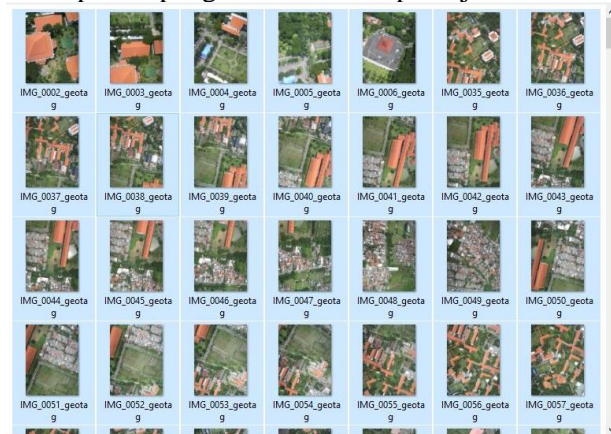 IMG_0002_geota
g
IMG_0003_geota
g
IMG_0004_geota
g
IMG_0005_geota
g
IMG_0006_geota
g
IMG_0035_geota
g
IMG_0036_geota
g
IMG_0037_geota
g
IMG_0038_geota
g
IMG_0039_geota
g
IMG_0040_geota
g
IMG_0041_geota
g
IMG_0042_geota
g
IMG_0043_geota
g
IMG_0044_geota
g
IMG_0045_geota
g
IMG_0046_geota
g
IMG_0047_geota
g
IMG_0048_geota
g
IMG_0049_geota
g
IMG_0050_geota
g
IMG_0051_geota
g
IMG_0052_geota
g
IMG_0053_geota
g
IMG_0054_geota
g
IMG_0055_geota
g
IMG_0056_geota
g
IMG_0057_geota
g